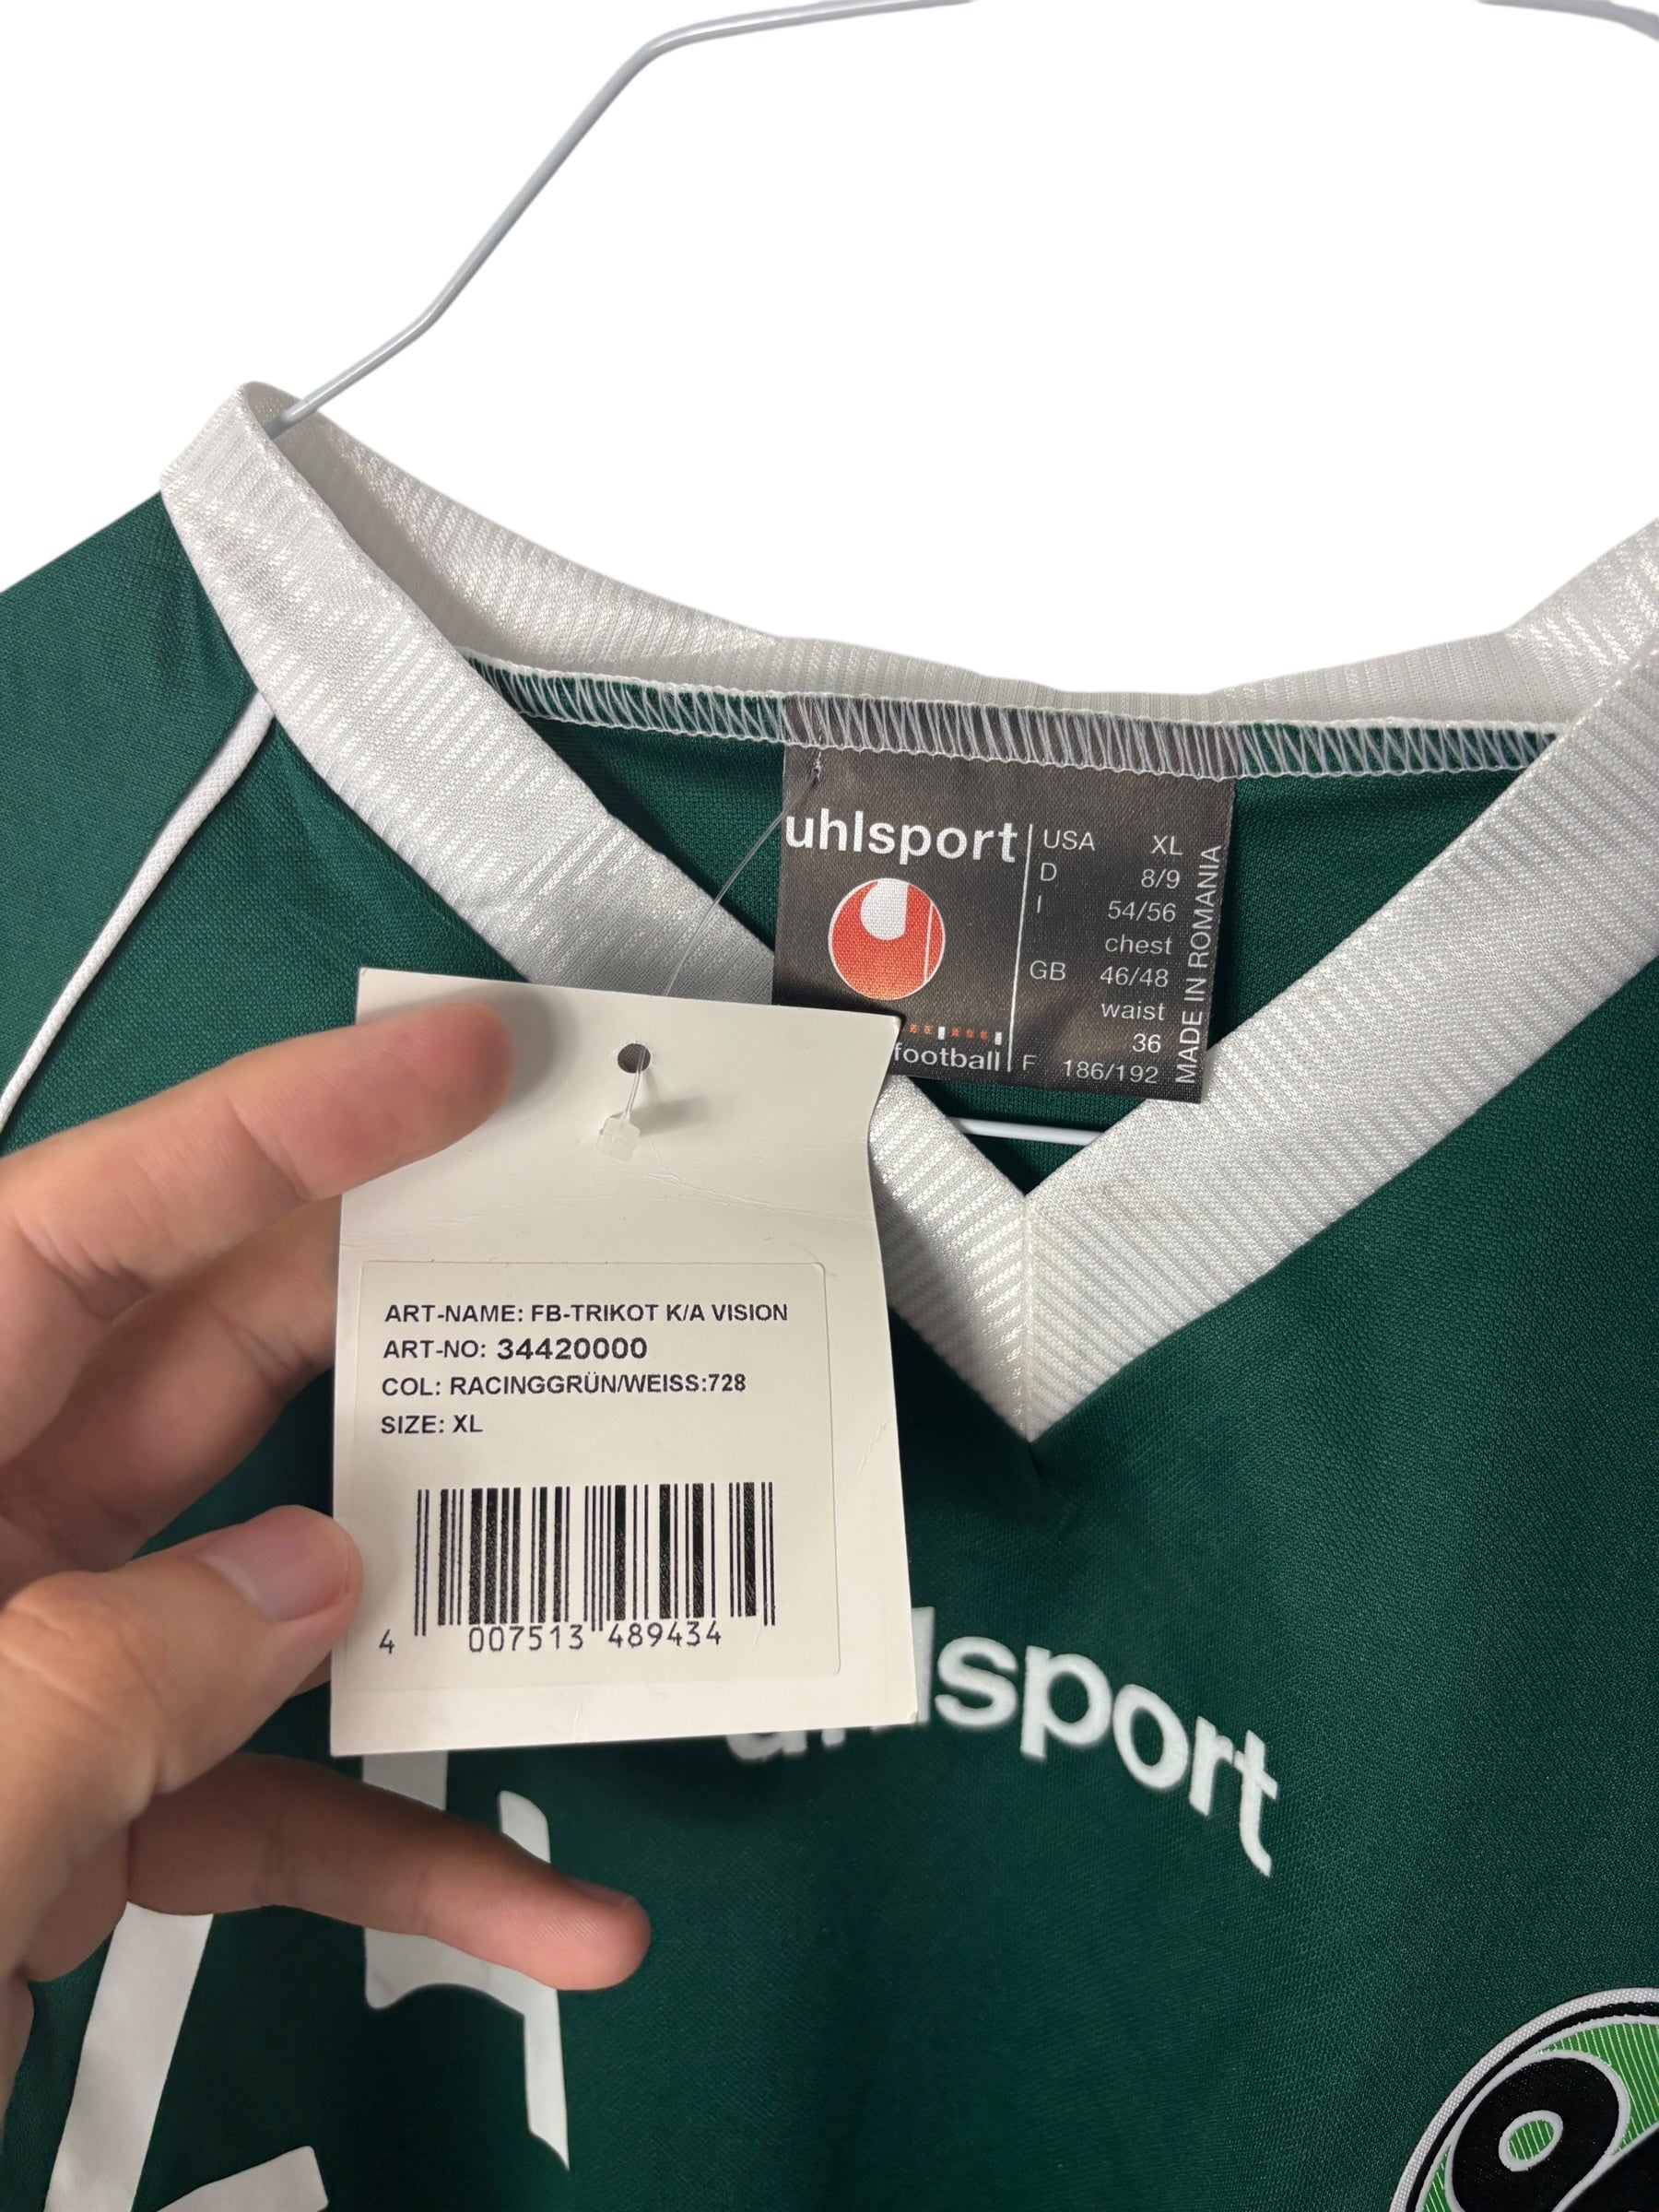 uhlsport
USA XL
D 8/9
I 54/56
chest
GB 46/48
waist
36
F 186/192
MADE IN ROMANIA
football
ART-NAME: FB-TRIKOT K/A VISION
ART-NO: 34420000
COL: RACINGGRÜN/WEISS:728
SIZE: XL
4 007513 489434
uhlsport